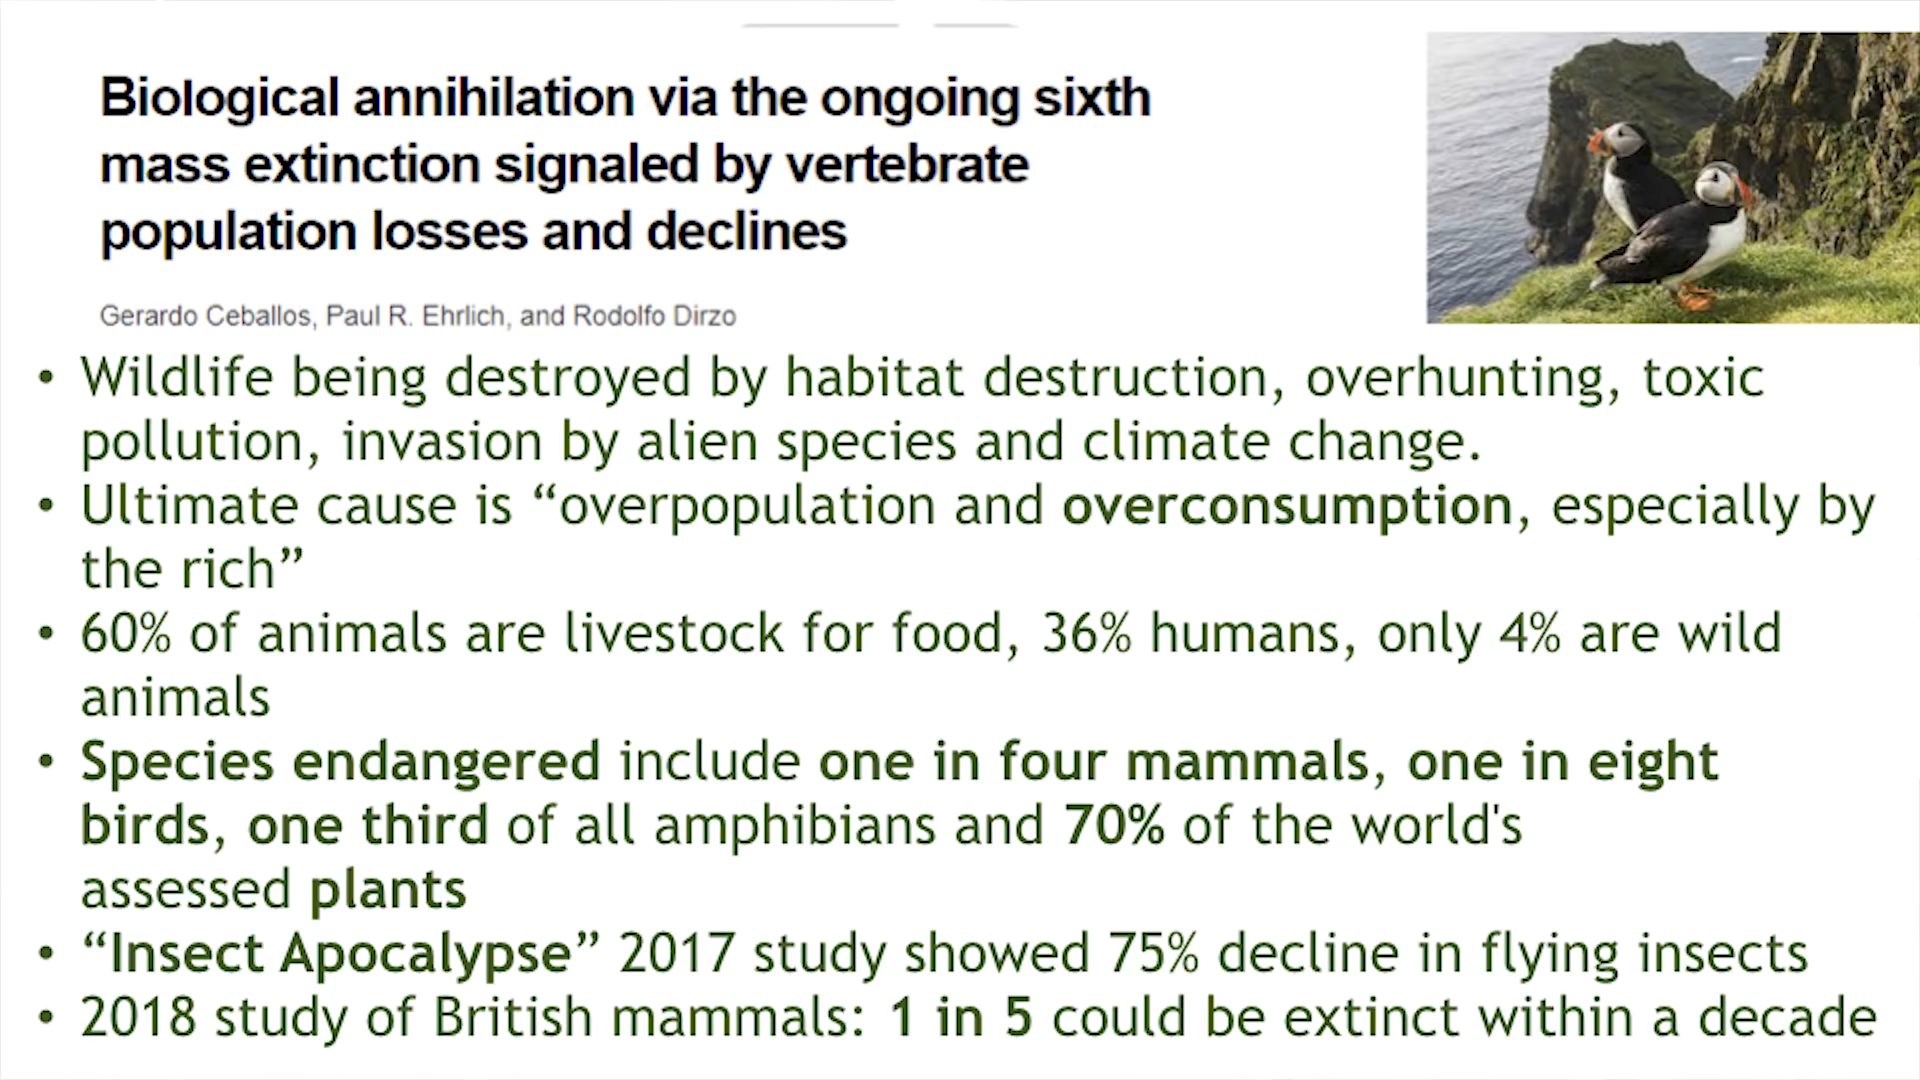 Biological annihilation via the ongoing sixth
mass extinction signaled by vertebrate
population losses and declines
Gerardo Ceballos, Paul R. Ehrlich, and Rodolfo Dirzo
• Wildlife being destroyed by habitat destruction, overhunting, toxic
pollution, invasion by alien species and climate change.
• Ultimate cause is “overpopulation and overconsumption, especially by
the rich”
• 60% of animals are livestock for food, 36% humans, only 4% are wild
animals
• Species endangered include one in four mammals, one in eight
birds, one third of all amphibians and 70% of the world's
assessed plants
• “Insect Apocalypse” 2017 study showed 75% decline in flying insects
• 2018 study of British mammals: 1 in 5 could be extinct within a decade